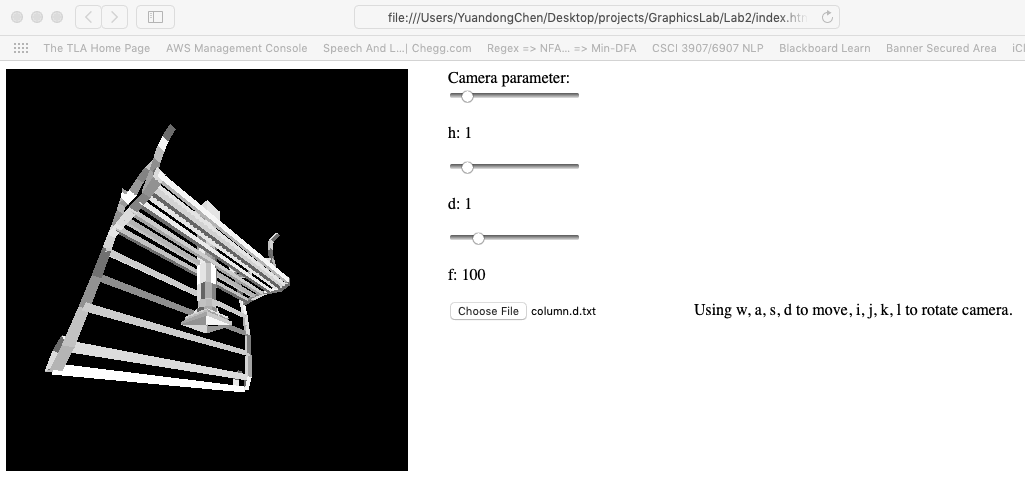 file:///Users/YuandongChen/Desktop/projects/GraphicsLab/Lab2/index.htm
The TLA Home Page AWS Management Console Speech And L...| Chegg.com Regex => NFA... => Min-DFA CSCI 3907/6907 NLP Blackboard Learn Banner Secured Area iCl
Camera parameter:
h: 1
d: 1
f: 100
Choose File column.d.txt Using w, a, s, d to move, i, j, k, l to rotate camera.